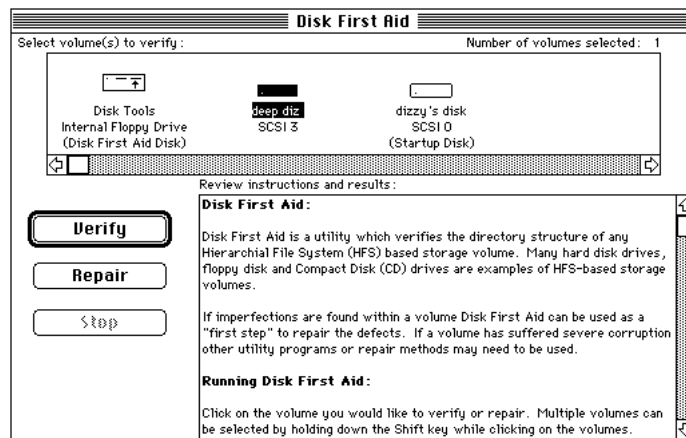 Disk First Aid
Select volume(s) to verify:
Number of volumes selected: 1
Disk Tools
Internal Floppy Drive
(Disk First Aid Disk)
deep diz
SCSI 3
dizzy's disk
SCSI 0
(Startup Disk)
Review instructions and results:
Verify
Repair
Stop
Disk First Aid:
Disk First Aid is a utility which verifies the directory structure of any
Hierarchial File System (HFS) based storage volume. Many hard disk drives,
floppy disk and Compact Disk (CD) drives are examples of HFS-based storage
volumes.
If imperfections are found within a volume Disk First Aid can be used as a
"first step" to repair the defects. If a volume has suffered severe corruption
other utility programs or repair methods may need to be used.
Running Disk First Aid:
Click on the volume you would like to verify or repair. Multiple volumes can
be selected by holding down the Shift key while clicking on the volumes.